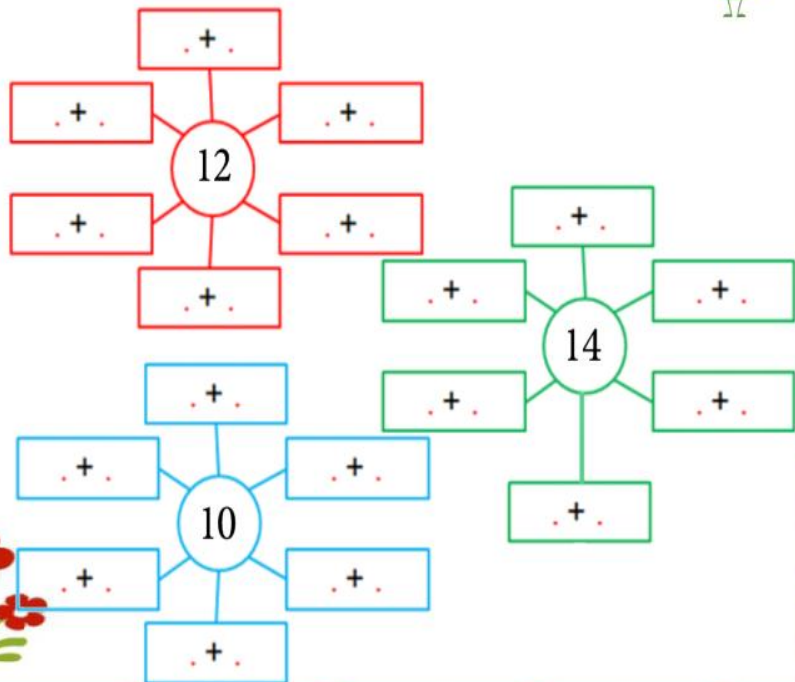 . + .
. + .
. + .
12
. + .
. + .
. + .
. + .
. + .
. + .
14
. + .
. + .
. + .
. + .
. + .
. + .
10
. + .
. + .
. + .